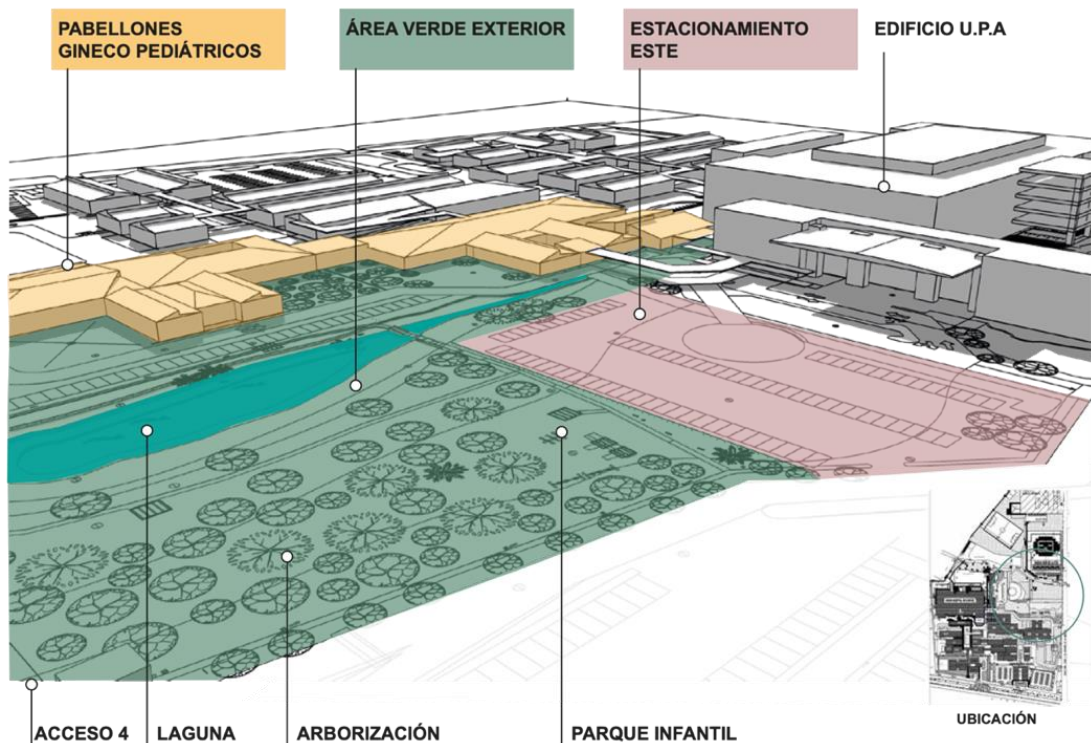 PABELLONES
GINECO PEDIÁTRICOS
ÁREA VERDE EXTERIOR
ESTACIONAMIENTO
ESTE
EDIFICIO U.P.A
ACCESO 4
LAGUNA
ARBORIZACIÓN
PARQUE INFANTIL
UBICACIÓN